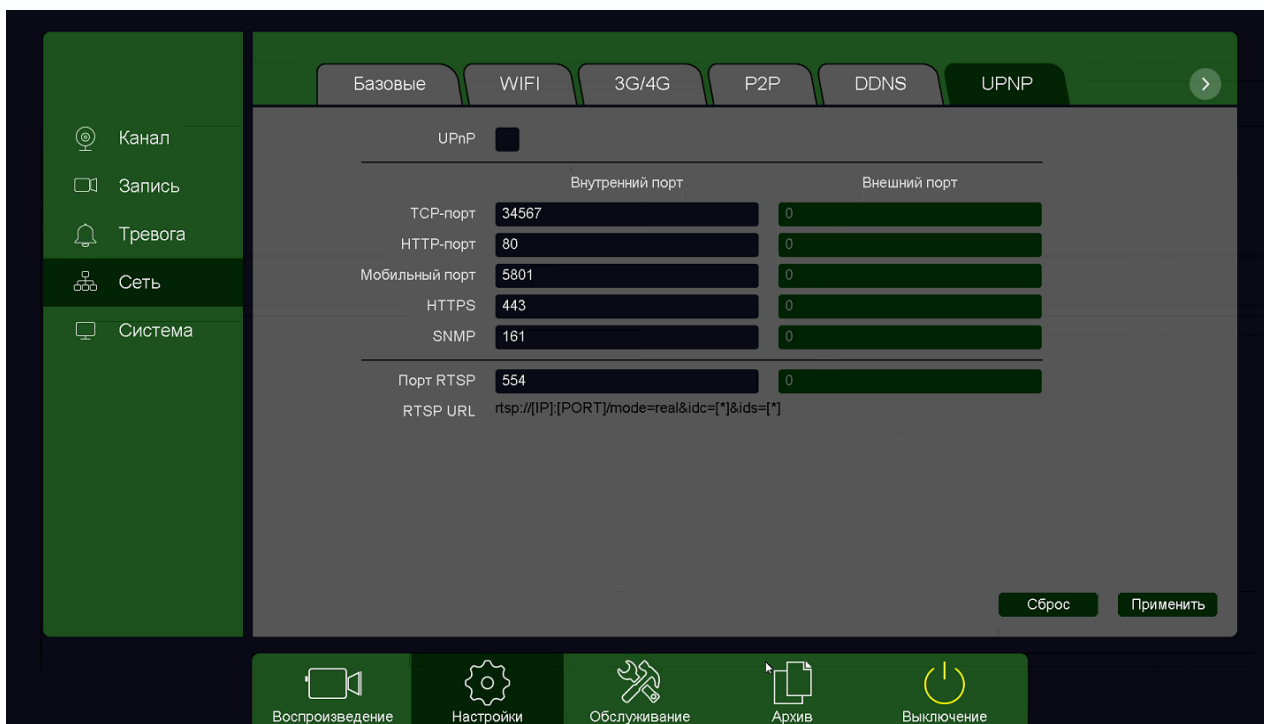 Базовые WIFI 3G/4G P2P DDNS UPNP >
Канал
Запись
Тревога
Сеть
Система
UPnP
Внутренний порт Внешний порт
TCP-порт 34567 0
HTTP-порт 80 0
Мобильный порт 5801 0
HTTPS 443 0
SNMP 161 0
Порт RTSP 554 0
RTSP URL rtsp://[IP]:[PORT]/mode=real&idc=[*]&ids=[*]
Сброс Применить
Воспроизведение Настройки Обслуживание Архив Выключение